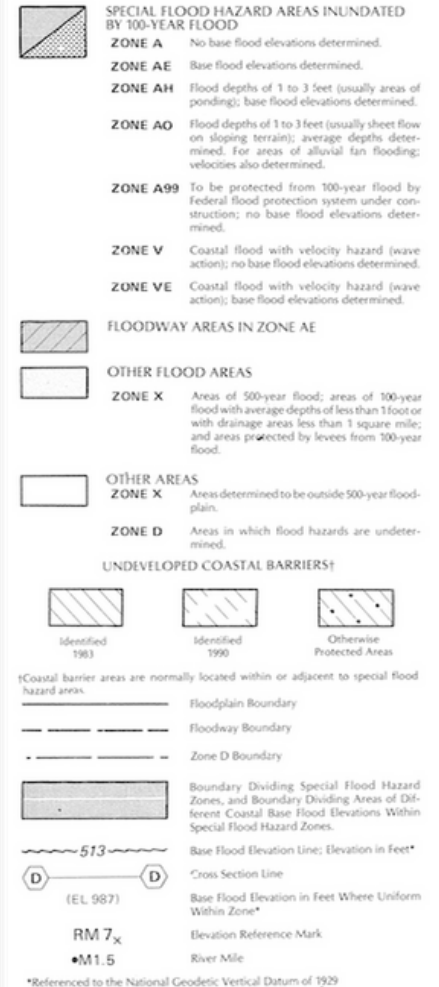 SPECIAL FLOOD HAZARD AREAS INUNDATED
BY 100-YEAR FLOOD
ZONE A No base flood elevations determined.
ZONE AE Base flood elevations determined.
ZONE AH Flood depths of 1 to 3 feet (usually areas of
ponding); base flood elevations determined.
ZONE AO Flood depths of 1 to 3 feet (usually sheet flow
on sloping terrain); average depths deter-
mined. For areas of alluvial fan flooding;
velocities also determined.
ZONE A99 To be protected from 100-year flood by
Federal flood protection system under con-
struction; no base flood elevations deter-
mined.
ZONE V Coastal flood with velocity hazard (wave
action); no base flood elevations determined.
ZONE VE Coastal flood with velocity hazard (wave
action); base flood elevations determined.
FLOODWAY AREAS IN ZONE AE
OTHER FLOOD AREAS
ZONE X Areas of 500-year flood; areas of 100-year
flood with average depths of less than 1 foot or
with drainage areas less than 1 square mile;
and areas protected by levees from 100-year
flood.
OTHER AREAS
ZONE X Areas determined to be outside 500-year flood-
plain.
ZONE D Areas in which flood hazards are undeter-
mined.
UNDEVELOPED COASTAL BARRIERS†
Identified
1983
Identified
1990
Otherwise
Protected Areas
†Coastal barrier areas are normally located within or adjacent to special flood
hazard areas.
Floodplain Boundary
Floodway Boundary
Zone D Boundary
Boundary Dividing Special Flood Hazard
Zones, and Boundary Dividing Areas of Dif-
ferent Coastal Base Flood Elevations Within
Special Flood Hazard Zones.
513 Base Flood Elevation Line; Elevation in Feet*
D D Cross Section Line
(EL 987) Base Flood Elevation in Feet Where Uniform
Within Zone*
RM 7x Elevation Reference Mark
•M1.5 River Mile
*Referenced to the National Geodetic Vertical Datum of 1929